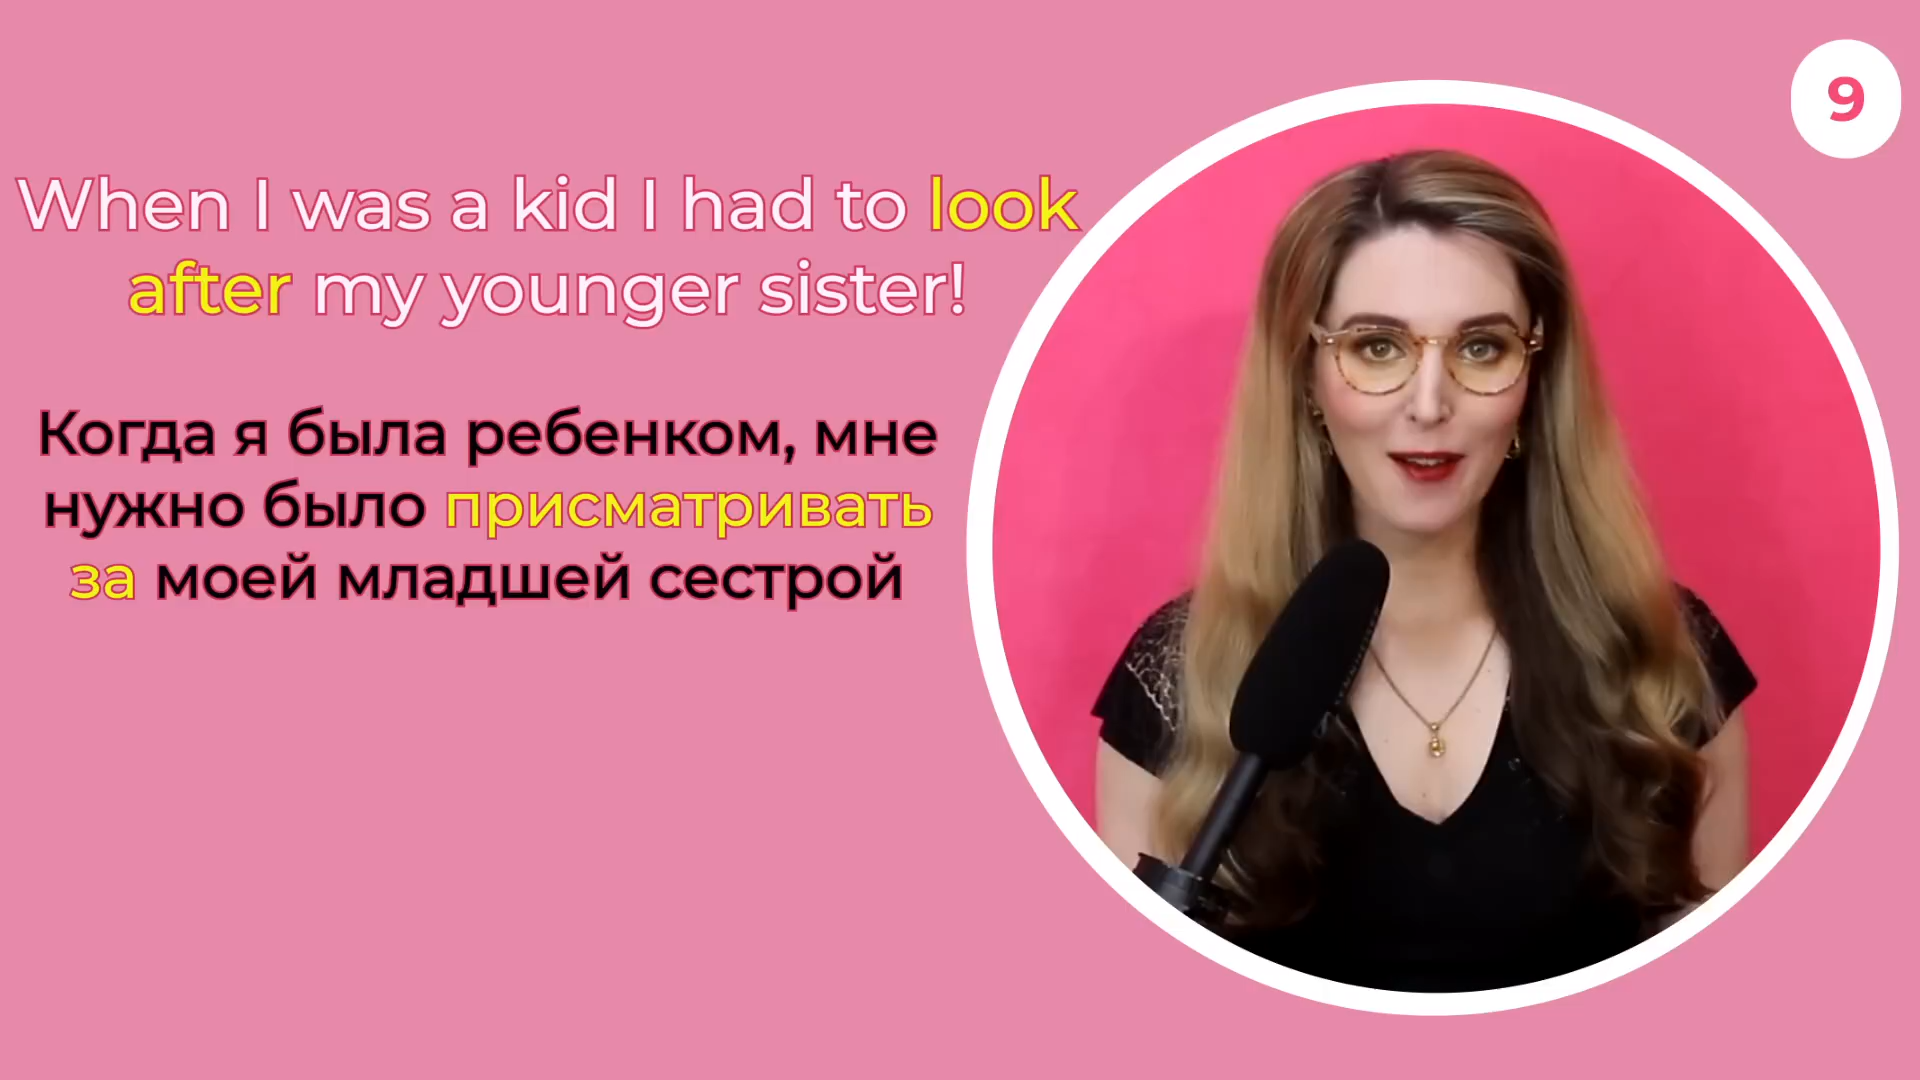 9
When I was a kid I had to look
after my younger sister!
Когда я была ребенком, мне
нужно было присматривать
за моей младшей сестрой